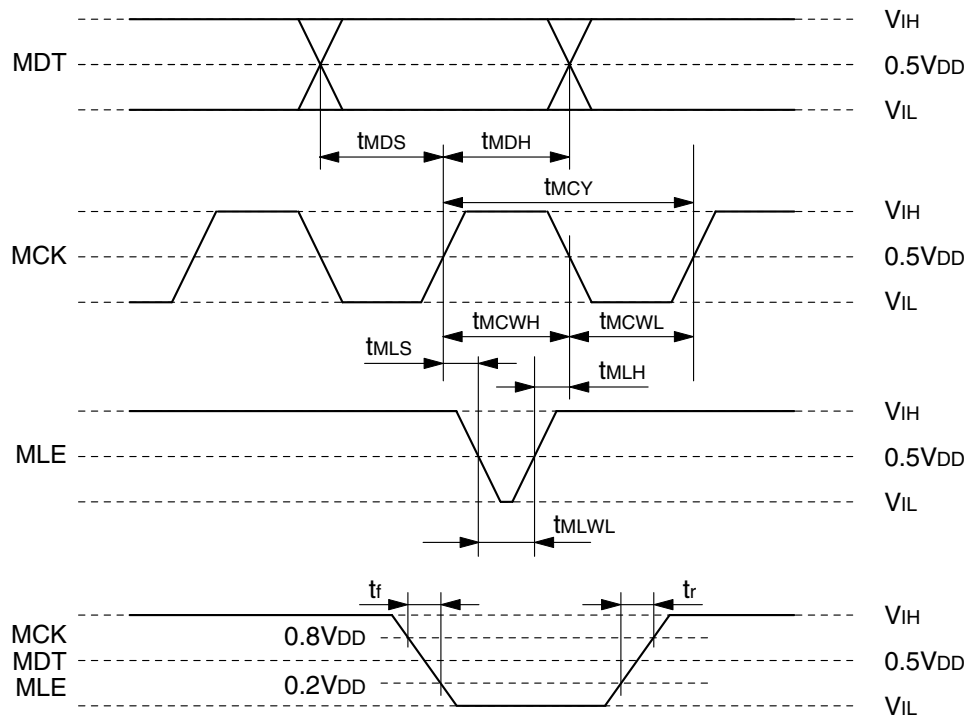 VIH
MDT
0.5VDD
VIL
tMDS
tMDH
tMCY
VIH
MCK
0.5VDD
VIL
tMCWH
tMCWL
tMLS
tMLH
VIH
MLE
0.5VDD
VIL
tMLWL
tf
tr
VIH
MCK
0.8VDD
MDT
0.5VDD
MLE
0.2VDD
VIL